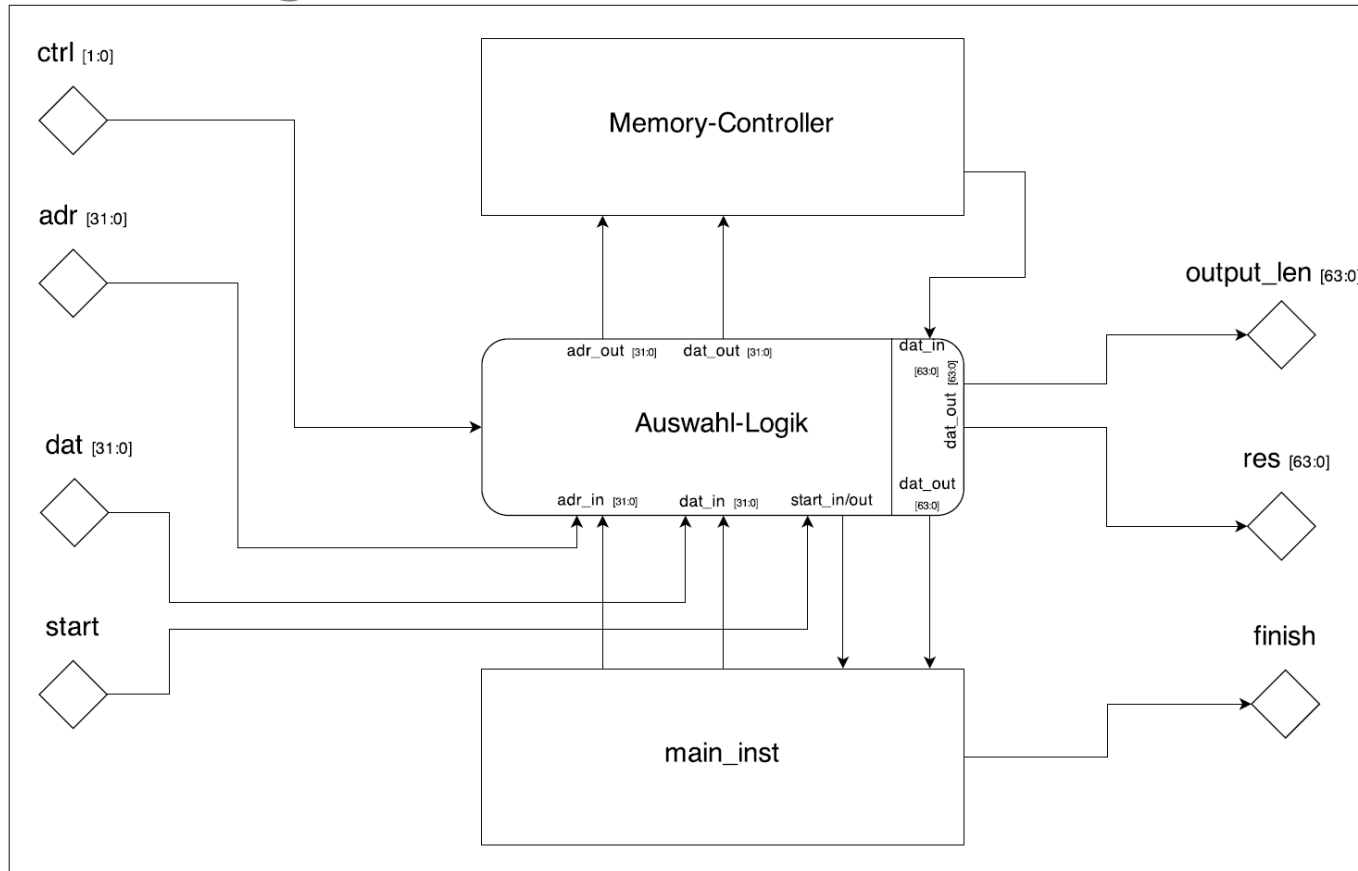 ctrl [1:0]
Memory-Controller
adr [31:0]
output_len [63:0]
adr_out [31:0]
dat_out [31:0]
dat_in
[63:0]
dat_out [63:0]
Auswahl-Logik
dat [31:0]
res [63:0]
adr_in [31:0]
dat_in [31:0]
start_in/out
dat_out
[63:0]
start
finish
main_inst